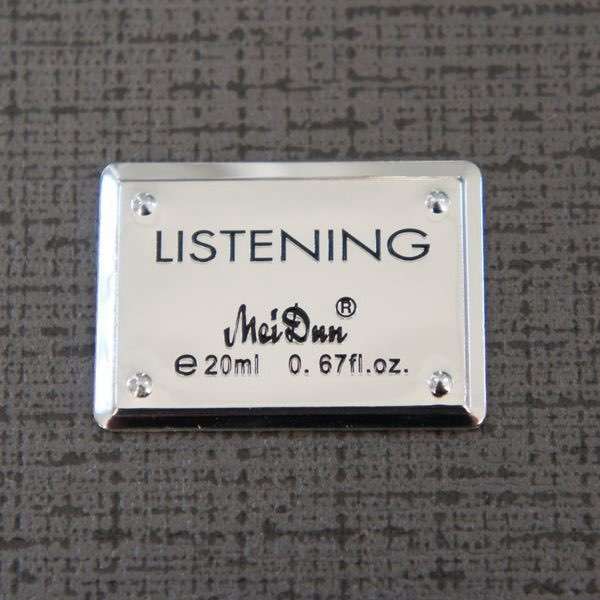 LISTENING
MeiDun®
℮ 20ml 0.67fl.oz.